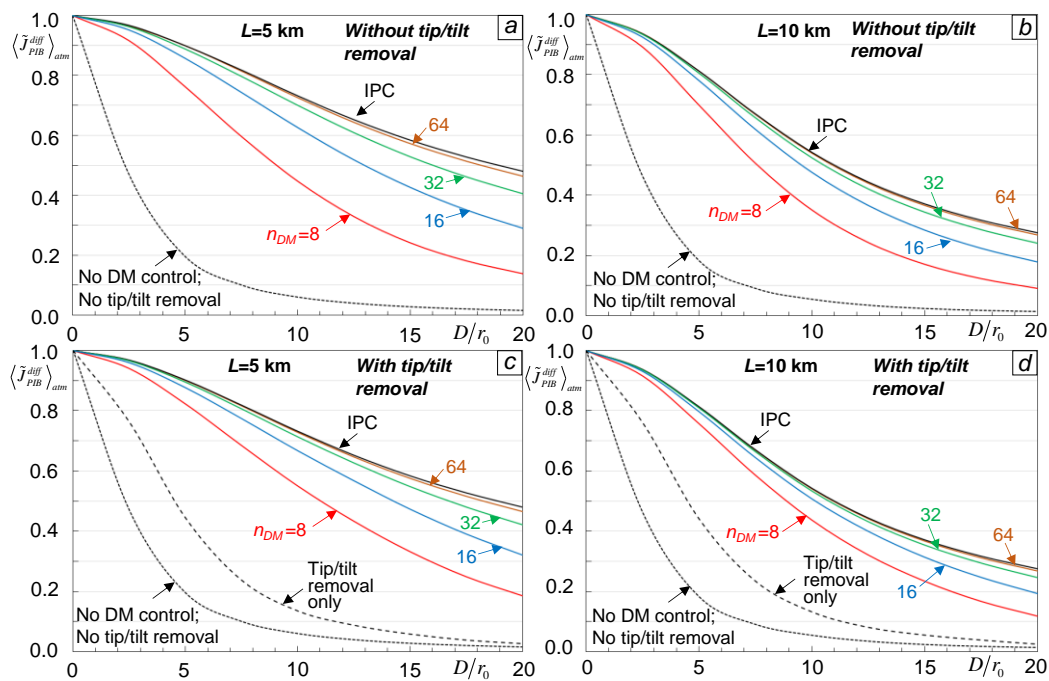 1.0
0.8
0.6
0.4
0.2
0.0
⟨J̃ diff PIB⟩ atm
L=5 km
Without tip/tilt
removal
a
IPC
64
32
16
nDM=8
No DM control;
No tip/tilt removal
0
5
10
15
D/r0
20
1.0
0.8
0.6
0.4
0.2
0.0
⟨J̃ diff PIB⟩ atm
L=10 km
Without tip/tilt
removal
b
IPC
32
64
nDM=8
16
No DM control;
No tip/tilt removal
0
5
10
15
D/r0
20
1.0
0.8
0.6
0.4
0.2
0.0
⟨J̃ diff PIB⟩ atm
L=5 km
With tip/tilt
removal
c
IPC
64
32
nDM=8
16
Tip/tilt
removal
only
No DM control;
No tip/tilt removal
0
5
10
15
D/r0
20
1.0
0.8
0.6
0.4
0.2
0.0
⟨J̃ diff PIB⟩ atm
L=10 km
With tip/tilt
removal
d
IPC
32
64
nDM=8
16
Tip/tilt
removal only
No DM control;
No tip/tilt removal
0
5
10
15
D/r0
20